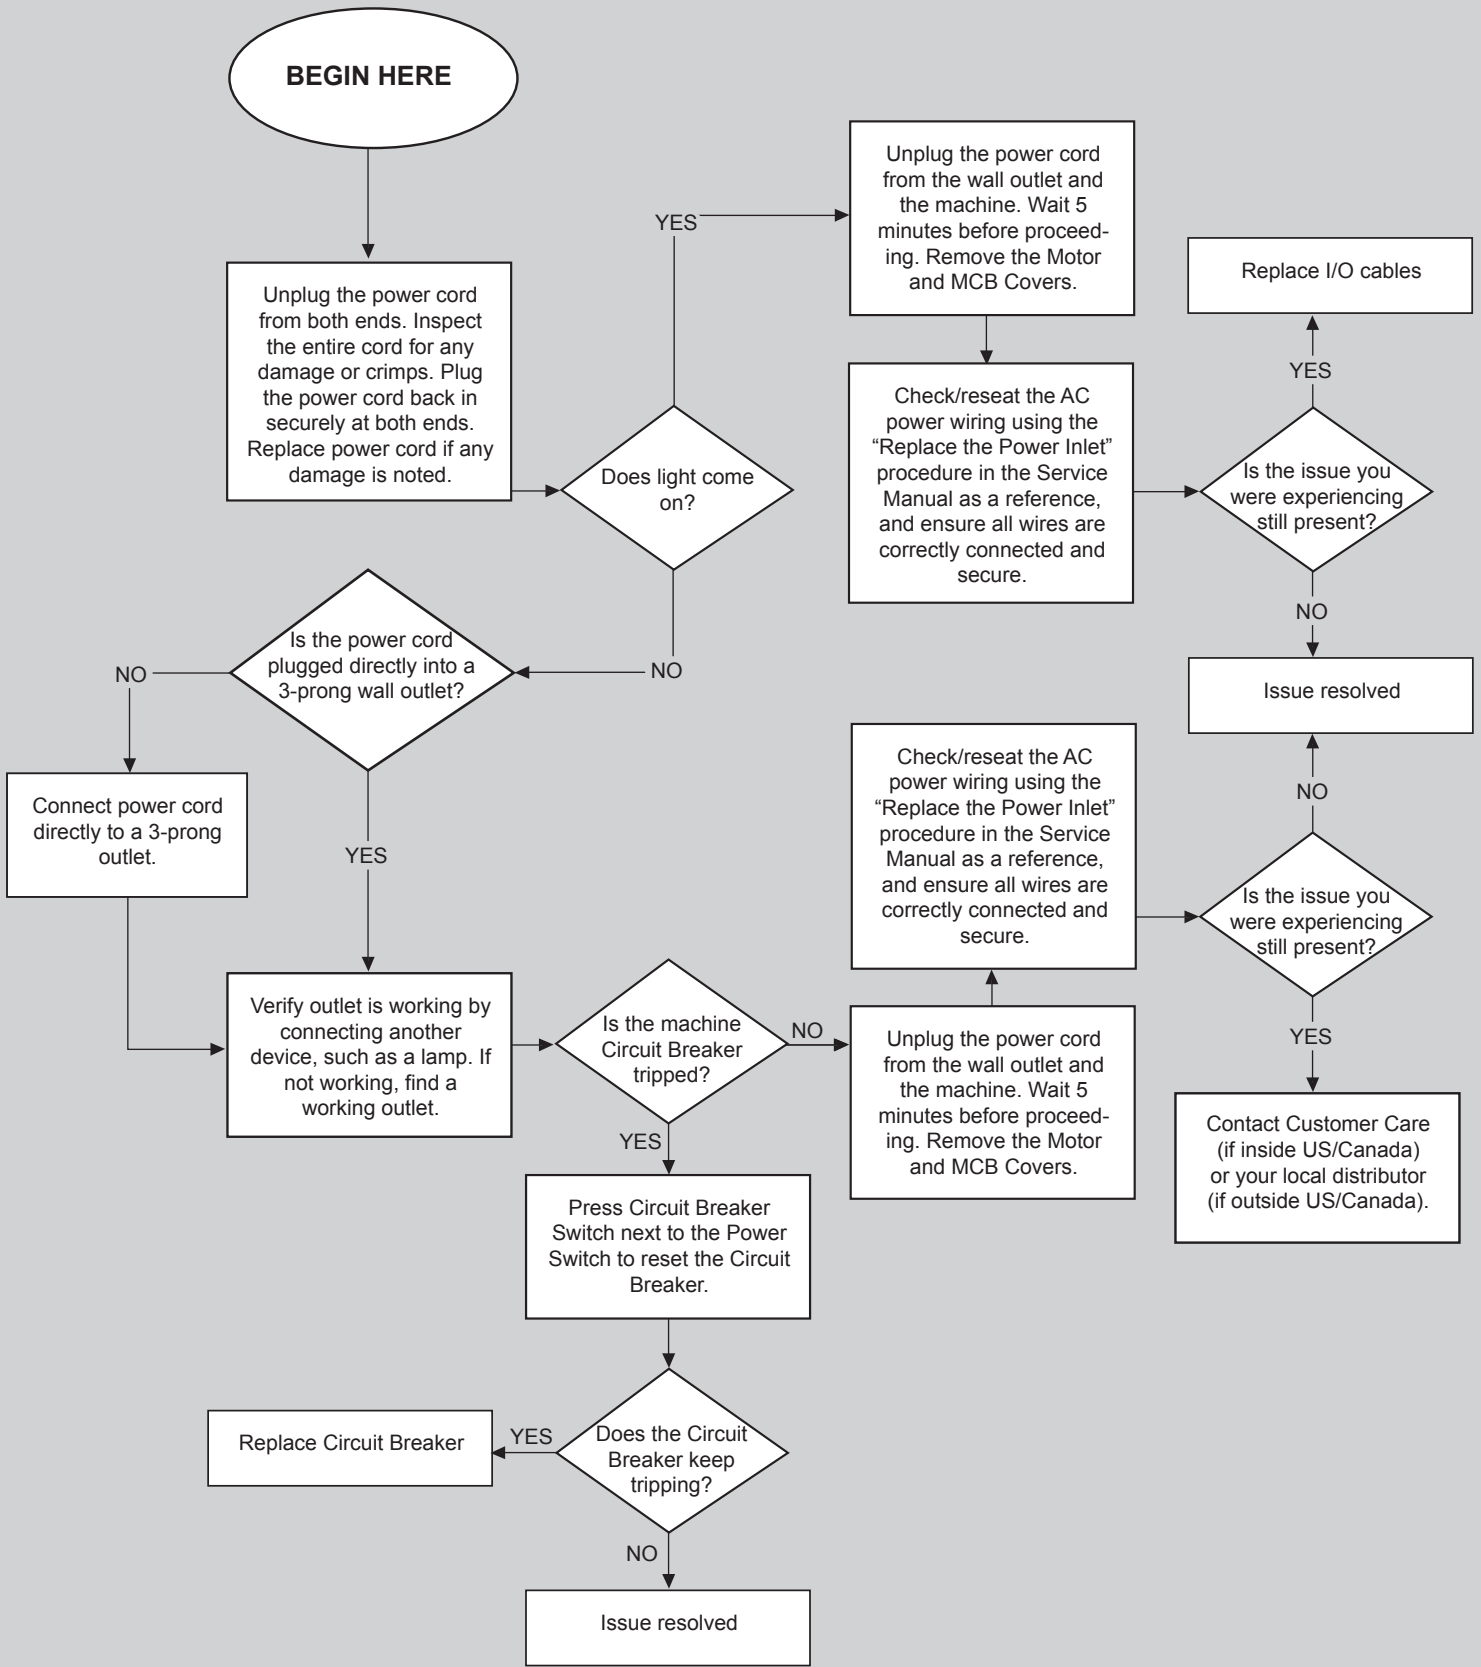 BEGIN HERE
Unplug the power cord
from both ends. Inspect
the entire cord for any
damage or crimps. Plug
the power cord back in
securely at both ends.
Replace power cord if any
damage is noted.
Does light come
on?
YES
Unplug the power cord
from the wall outlet and
the machine. Wait 5
minutes before proceed-
ing. Remove the Motor
and MCB Covers.
Check/reseat the AC
power wiring using the
“Replace the Power Inlet”
procedure in the Service
Manual as a reference,
and ensure all wires are
correctly connected and
secure.
Is the issue you
were experiencing
still present?
YES
Replace I/O cables
NO
Issue resolved
NO
Is the power cord
plugged directly into a
3-prong wall outlet?
NO
Connect power cord
directly to a 3-prong
outlet.
YES
Verify outlet is working by
connecting another
device, such as a lamp. If
not working, find a
working outlet.
Is the machine
Circuit Breaker
tripped?
NO
Unplug the power cord
from the wall outlet and
the machine. Wait 5
minutes before proceed-
ing. Remove the Motor
and MCB Covers.
Check/reseat the AC
power wiring using the
“Replace the Power Inlet”
procedure in the Service
Manual as a reference,
and ensure all wires are
correctly connected and
secure.
Is the issue you
were experiencing
still present?
NO
YES
Contact Customer Care
(if inside US/Canada)
or your local distributor
(if outside US/Canada).
YES
Press Circuit Breaker
Switch next to the Power
Switch to reset the Circuit
Breaker.
Does the Circuit
Breaker keep
tripping?
YES
Replace Circuit Breaker
NO
Issue resolved